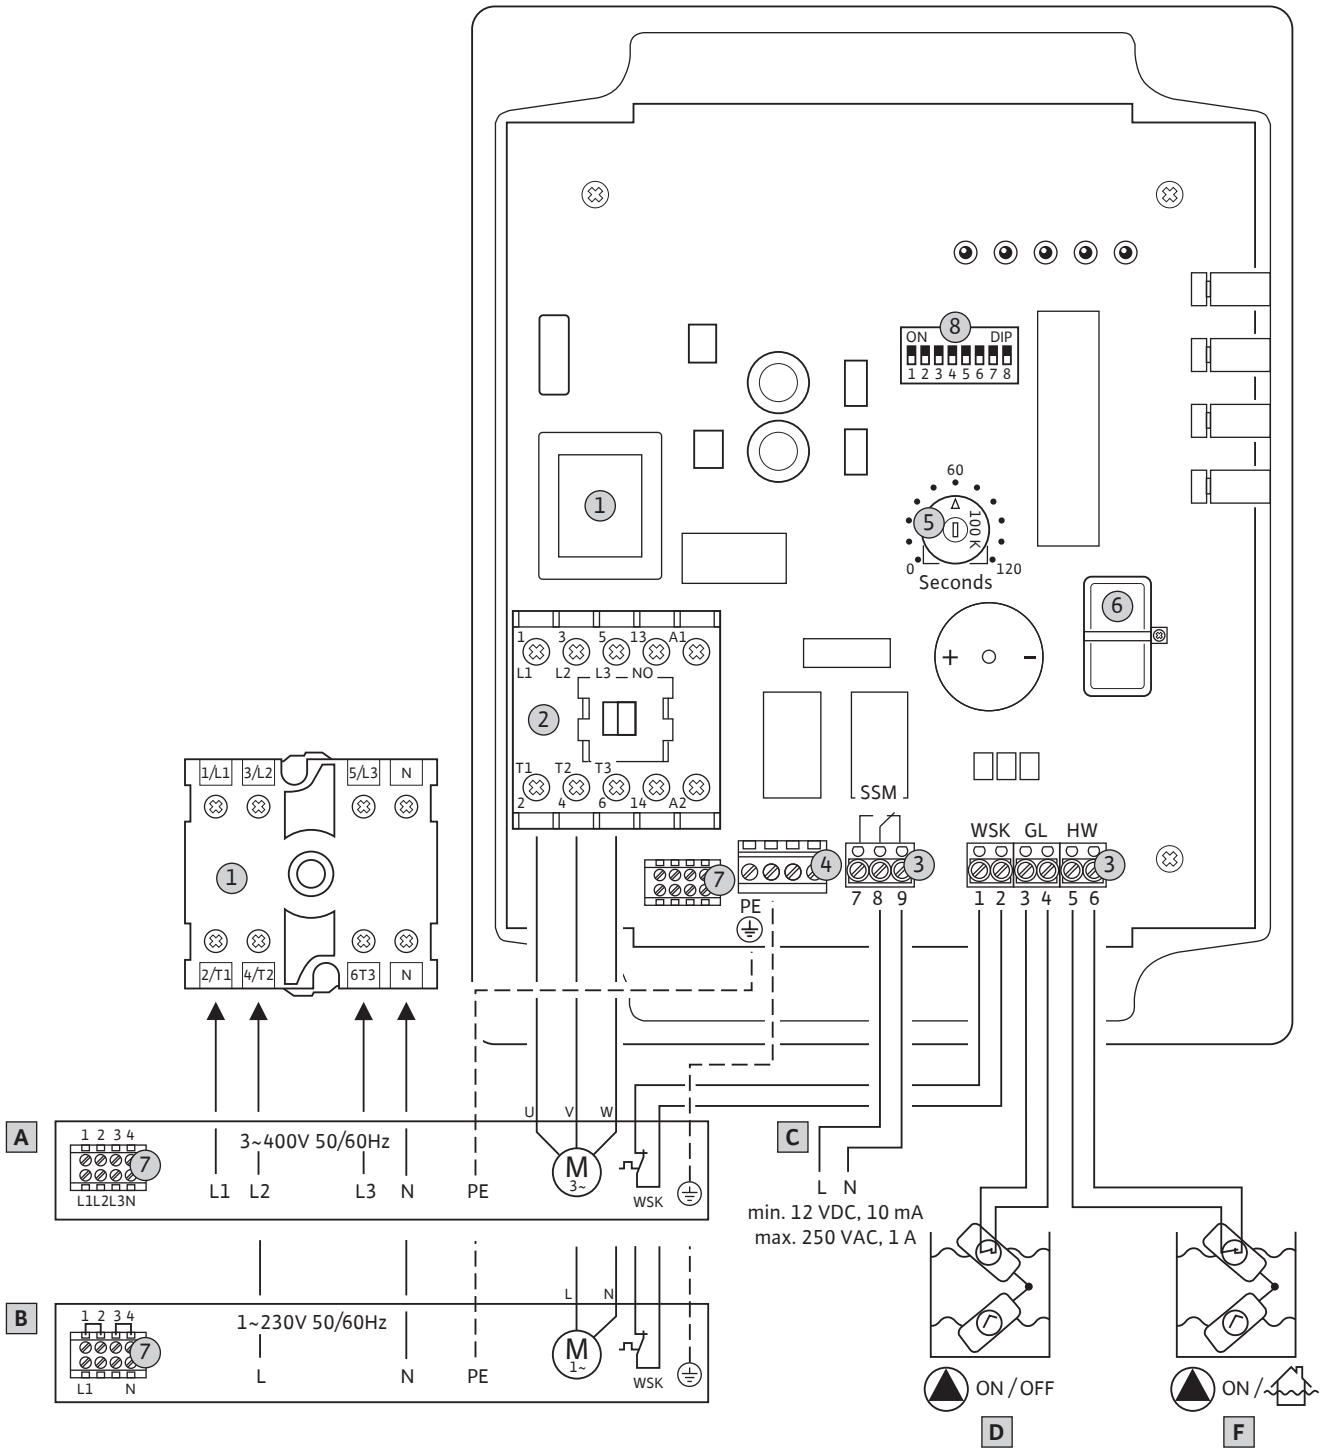 8
ON DIP
1 2 3 4 5 6 7 8
60
5
100 K
0 120
Seconds
1
6
+ -
1 3 5 13 A1
L1 L2 L3 NO
2
T1 T2 T3
2 4 6 14 A2
SSM
WSK GL HW
1/L1 3/L2 5/L3 N
1
2/T1 4/T2 6T3 N
7
4
3
3
PE
7 8 9
1 2 3 4 5 6
A
U V W
1 2 3 4
3~400V 50/60Hz
7
L1L2L3N
L1 L2 L3 N PE
M
3~
WSK
C
L N
min. 12 VDC, 10 mA
max. 250 VAC, 1 A
B
L N
1 2 3 4
1~230V 50/60Hz
7
L1 N
L N PE
M
1~
WSK
ON / OFF
D
ON /
F